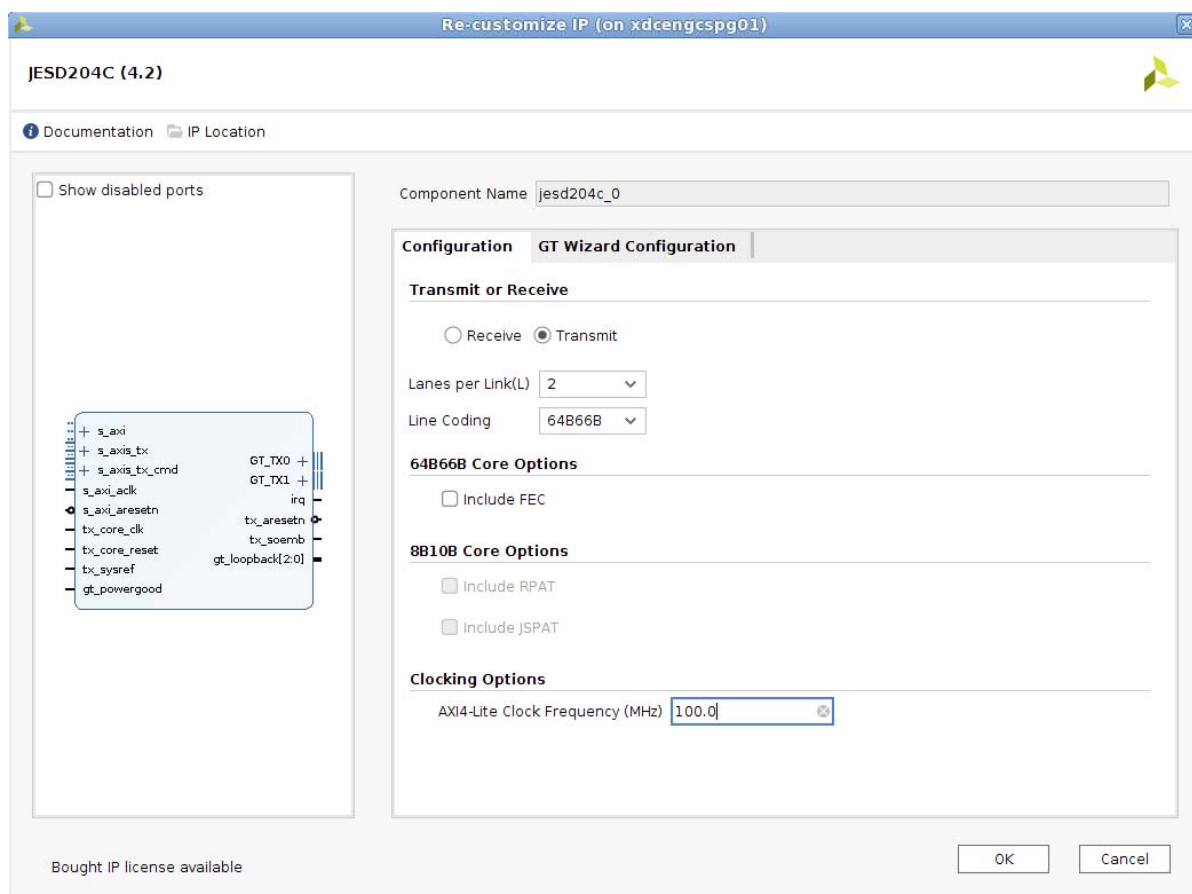 Re-customize IP (on xdcengcspg01)
JESD204C (4.2)
Documentation IP Location
Show disabled ports
+ s_axi
+ s_axis_tx
+ s_axis_tx_cmd
s_axi_aclk
s_axi_aresetn
tx_core_clk
tx_core_reset
tx_sysref
gt_powergood
GT_TX0 +
GT_TX1 +
irq
tx_aresetn
tx_soemb
gt_loopback[2:0]
Component Name jesd204c_0
Configuration GT Wizard Configuration
Transmit or Receive
Receive Transmit
Lanes per Link(L) 2
Line Coding 64B66B
64B66B Core Options
Include FEC
8B10B Core Options
Include RPAT
Include JSPAT
Clocking Options
AXI4-Lite Clock Frequency (MHz) 100.0
Bought IP license available
OK Cancel